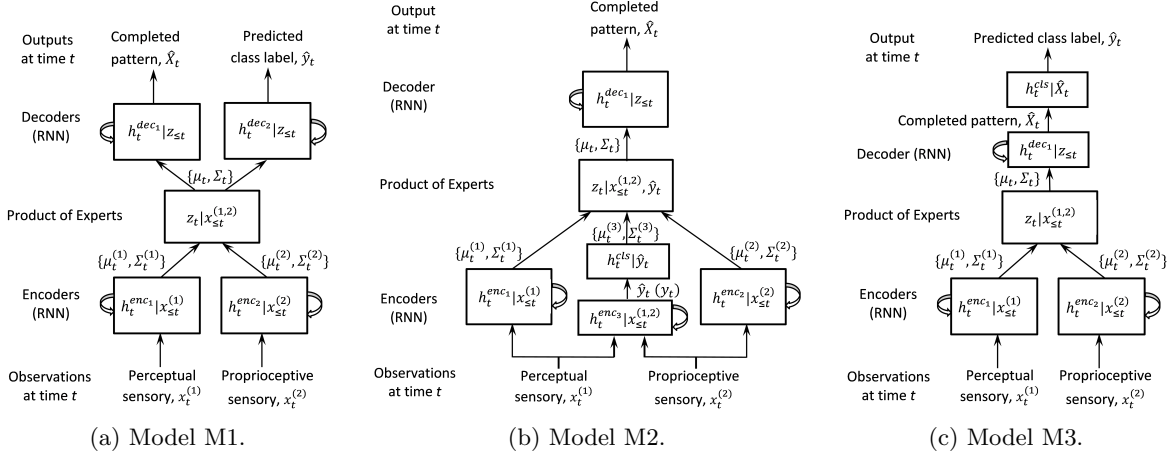 Outputs
at time t
Completed
pattern, X̂_t
Predicted
class label, ŷ_t
Decoders
(RNN)
h_t^{dec_1}|z_{≤t}
h_t^{dec_2}|z_{≤t}
{μ_t, Σ_t}
Product of Experts
z_t|x_{≤t}^{(1,2)}
{μ_t^{(1)}, Σ_t^{(1)}}
{μ_t^{(2)}, Σ_t^{(2)}}
Encoders
(RNN)
h_t^{enc_1}|x_{≤t}^{(1)}
h_t^{enc_2}|x_{≤t}^{(2)}
Observations
at time t
Perceptual
sensory, x_t^{(1)}
Proprioceptive
sensory, x_t^{(2)}
(a) Model M1.
Output
at time t
Completed
pattern, X̂_t
Decoder
(RNN)
h_t^{dec_1}|z_{≤t}
{μ_t, Σ_t}
Product of Experts
z_t|x_{≤t}^{(1,2)}, ŷ_t
{μ_t^{(1)}, Σ_t^{(1)}}
{μ_t^{(3)}, Σ_t^{(3)}}
{μ_t^{(2)}, Σ_t^{(2)}}
h_t^{cls}|ŷ_t
ŷ_t (y_t)
Encoders
(RNN)
h_t^{enc_1}|x_{≤t}^{(1)}
h_t^{enc_3}|x_{≤t}^{(1,2)}
h_t^{enc_2}|x_{≤t}^{(2)}
Observations
at time t
Perceptual
sensory, x_t^{(1)}
Proprioceptive
sensory, x_t^{(2)}
(b) Model M2.
Output
at time t
Predicted class label, ŷ_t
h_t^{cls}|X̂_t
Completed pattern, X̂_t
Decoder (RNN)
h_t^{dec_1}|z_{≤t}
{μ_t, Σ_t}
Product of Experts
z_t|x_{≤t}^{(1,2)}
{μ_t^{(1)}, Σ_t^{(1)}}
{μ_t^{(2)}, Σ_t^{(2)}}
Encoders
(RNN)
h_t^{enc_1}|x_{≤t}^{(1)}
h_t^{enc_2}|x_{≤t}^{(2)}
Observations
at time t
Perceptual
sensory, x_t^{(1)}
Proprioceptive
sensory, x_t^{(2)}
(c) Model M3.